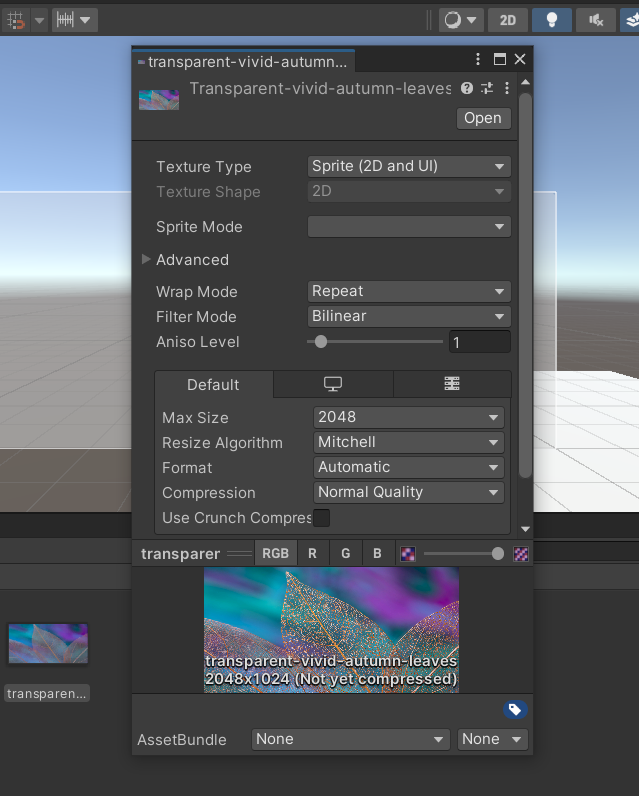 2D
transparent-vivid-autumn...
Transparent-vivid-autumn-leaves
Open
Texture Type
Sprite (2D and UI)
Texture Shape
2D
Sprite Mode
Advanced
Wrap Mode
Repeat
Filter Mode
Bilinear
Aniso Level
1
Default
Max Size
2048
Resize Algorithm
Mitchell
Format
Automatic
Compression
Normal Quality
Use Crunch Compres
transparer
RGB
R
G
B
transparent-vivid-autumn-leaves
2048x1024 (Not yet compressed)
transparen...
AssetBundle
None
None